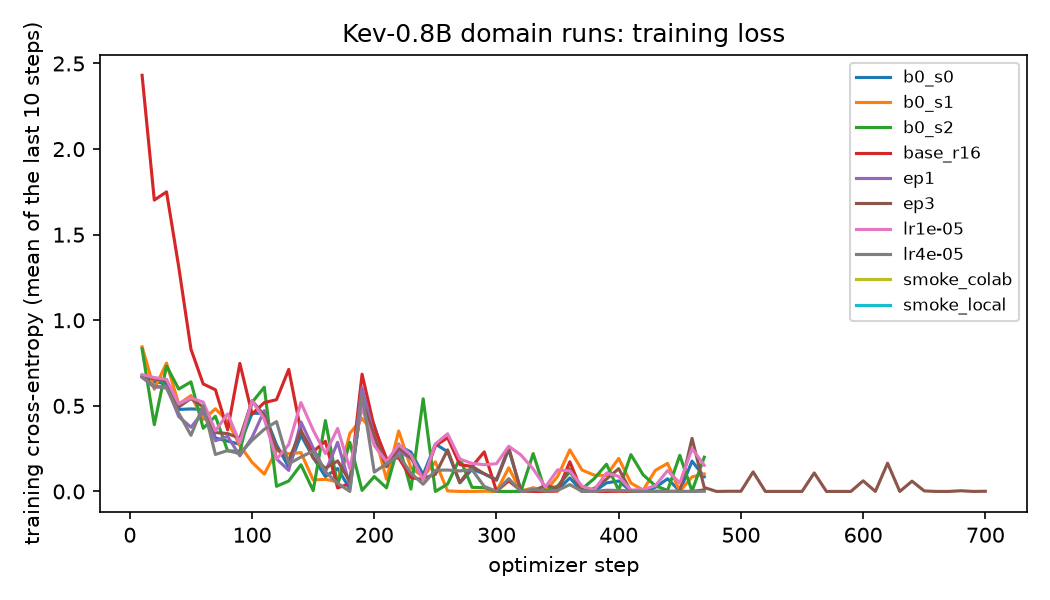 Kev-0.8B domain runs: training loss
training cross-entropy (mean of the last 10 steps)
2.5
2.0
1.5
1.0
0.5
0.0
b0_s0
b0_s1
b0_s2
base_r16
ep1
ep3
lr1e-05
lr4e-05
smoke_colab
smoke_local
0 100 200 300 400 500 600 700
optimizer step